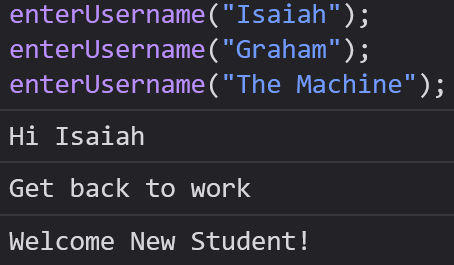 enterUsername("Isaiah");
enterUsername("Graham");
enterUsername("The Machine");
Hi Isaiah
Get back to work
Welcome New Student!